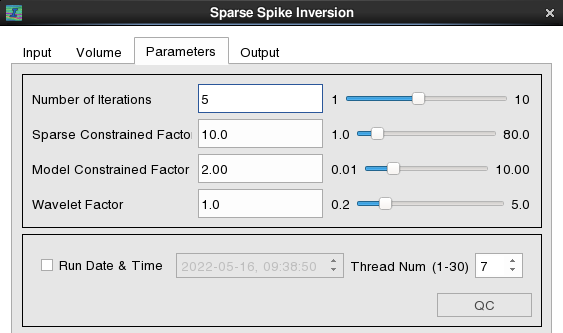 Sparse Spike Inversion
Input Volume Parameters Output
Number of Iterations 5 1 10
Sparse Constrained Facto 10.0 1.0 80.0
Model Constrained Factor 2.00 0.01 10.00
Wavelet Factor 1.0 0.2 5.0
Run Date & Time 2022-05-16, 09:38:50 Thread Num (1-30) 7
QC